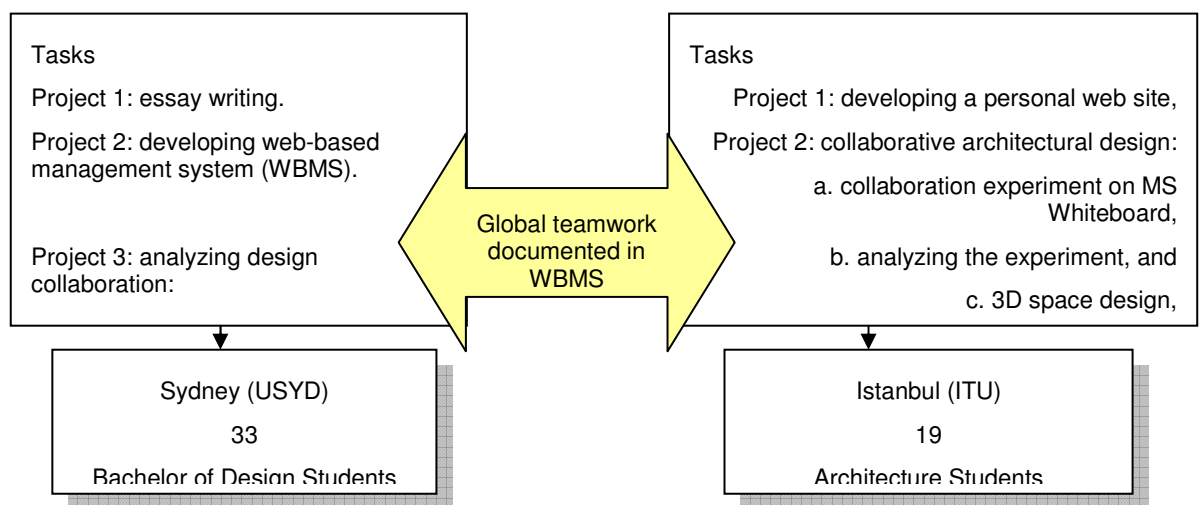 Tasks
Project 1: essay writing.
Project 2: developing web-based
management system (WBMS).
Project 3: analyzing design
collaboration:
Global teamwork
documented in
WBMS
Tasks
Project 1: developing a personal web site,
Project 2: collaborative architectural design:
a. collaboration experiment on MS
Whiteboard,
b. analyzing the experiment, and
c. 3D space design,
Sydney (USYD)
33
Bachelor of Design Students
Istanbul (ITU)
19
Architecture Students